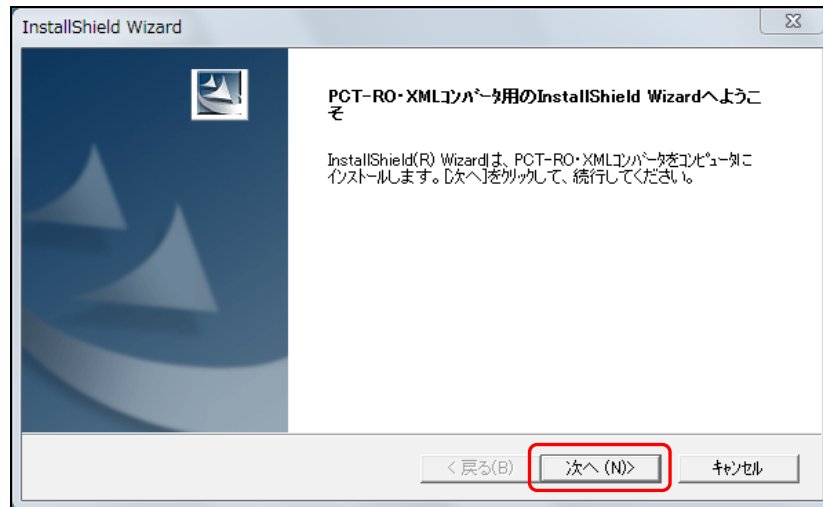 InstallShield Wizard
PCT-RO・XMLｺﾝﾊﾞｰﾀ用のInstallShield Wizardへようこ
そ
InstallShield(R) Wizardは、PCT-RO・XMLｺﾝﾊﾞｰﾀをｺﾝﾋﾟｭｰﾀに
ｲﾝｽﾄｰﾙします。[次へ]をｸﾘｯｸして、続行してください。
< 戻る(B)
次へ (N)>
ｷｬﾝｾﾙ